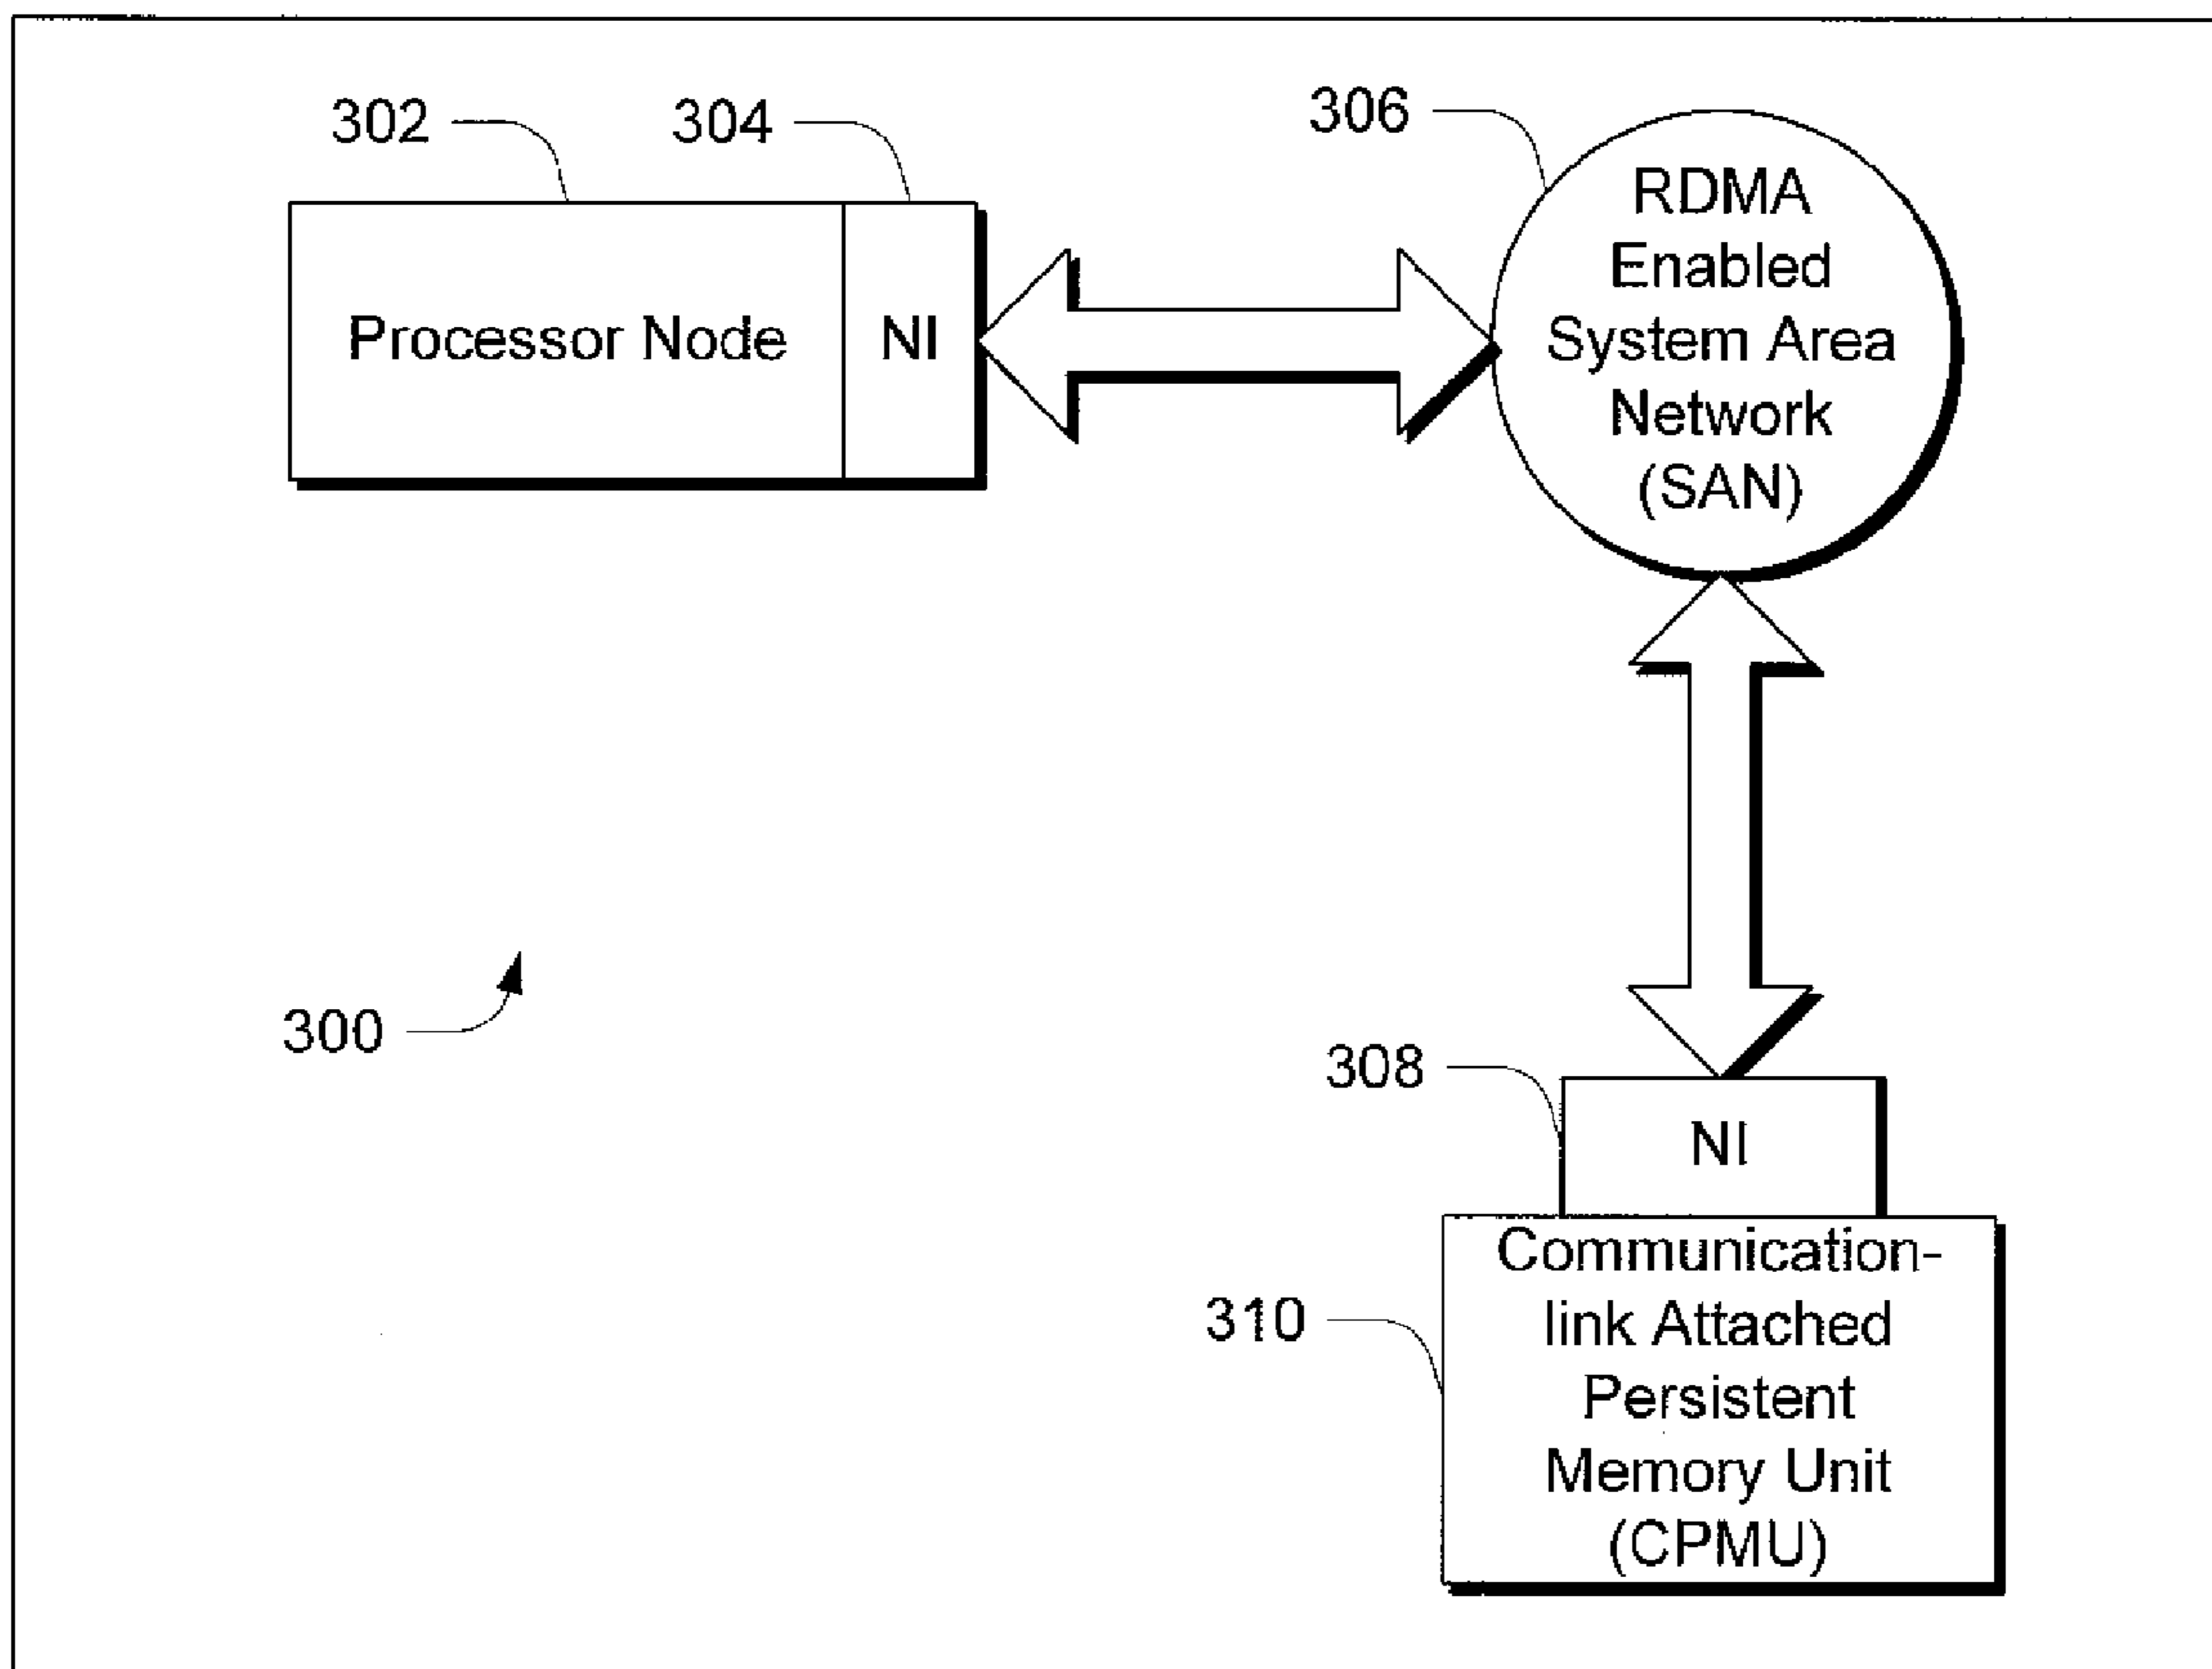 302
304
306
RDMA
Enabled
System Area
Network
(SAN)
Processor Node
NI
300
308
NI
310
Communication-
link Attached
Persistent
Memory Unit
(CPMU)